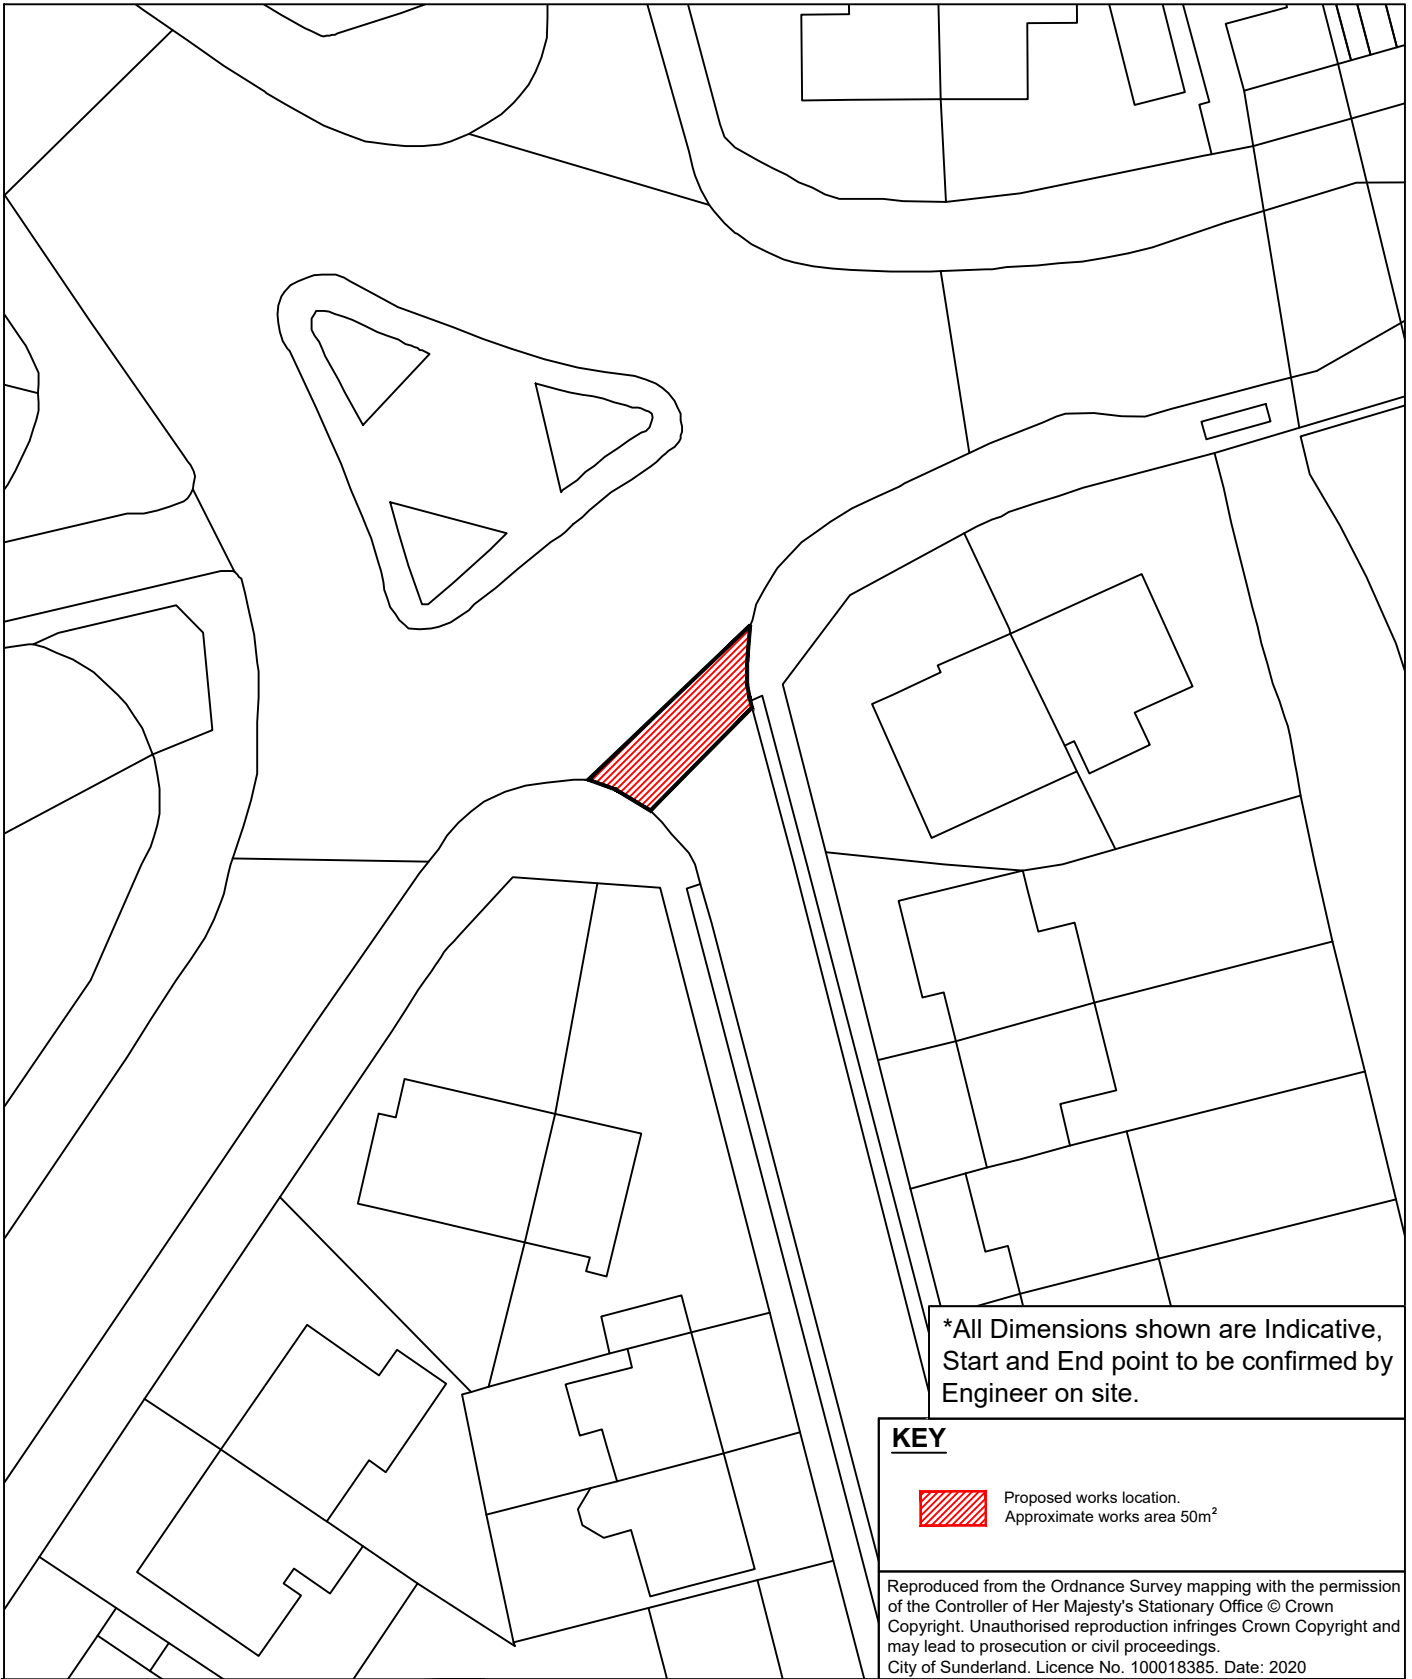 *All Dimensions shown are Indicative,
Start and End point to be confirmed by
Engineer on site.
KEY
Proposed works location.
Approximate works area 50m²
Reproduced from the Ordnance Survey mapping with the permission
of the Controller of Her Majesty's Stationary Office © Crown
Copyright. Unauthorised reproduction infringes Crown Copyright and
may lead to prosecution or civil proceedings.
City of Sunderland. Licence No. 100018385. Date: 2020